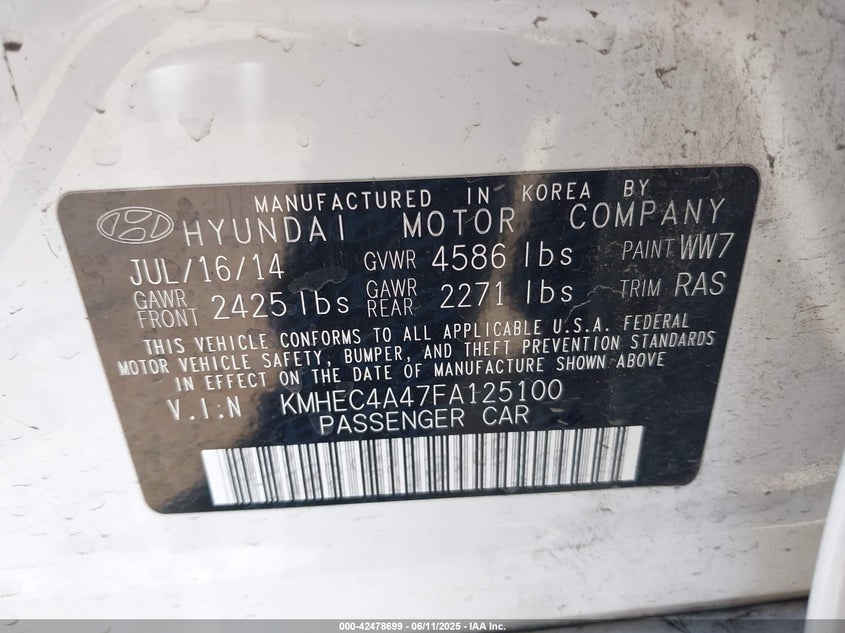 MANUFACTURED IN KOREA BY
HYUNDAI MOTOR COMPANY
JUL/16/14 GVWR 4586 lbs PAINT WW7
GAWR FRONT 2425 lbs GAWR REAR 2271 lbs TRIM RAS
THIS VEHICLE CONFORMS TO ALL APPLICABLE U.S.A. FEDERAL
MOTOR VEHICLE SAFETY, BUMPER, AND THEFT PREVENTION STANDARDS
IN EFFECT ON THE DATE OF MANUFACTURE SHOWN ABOVE
V.I.N KMHEC4A47FA125100
PASSENGER CAR
000-42478699 - 06/11/2025 - IAA Inc.